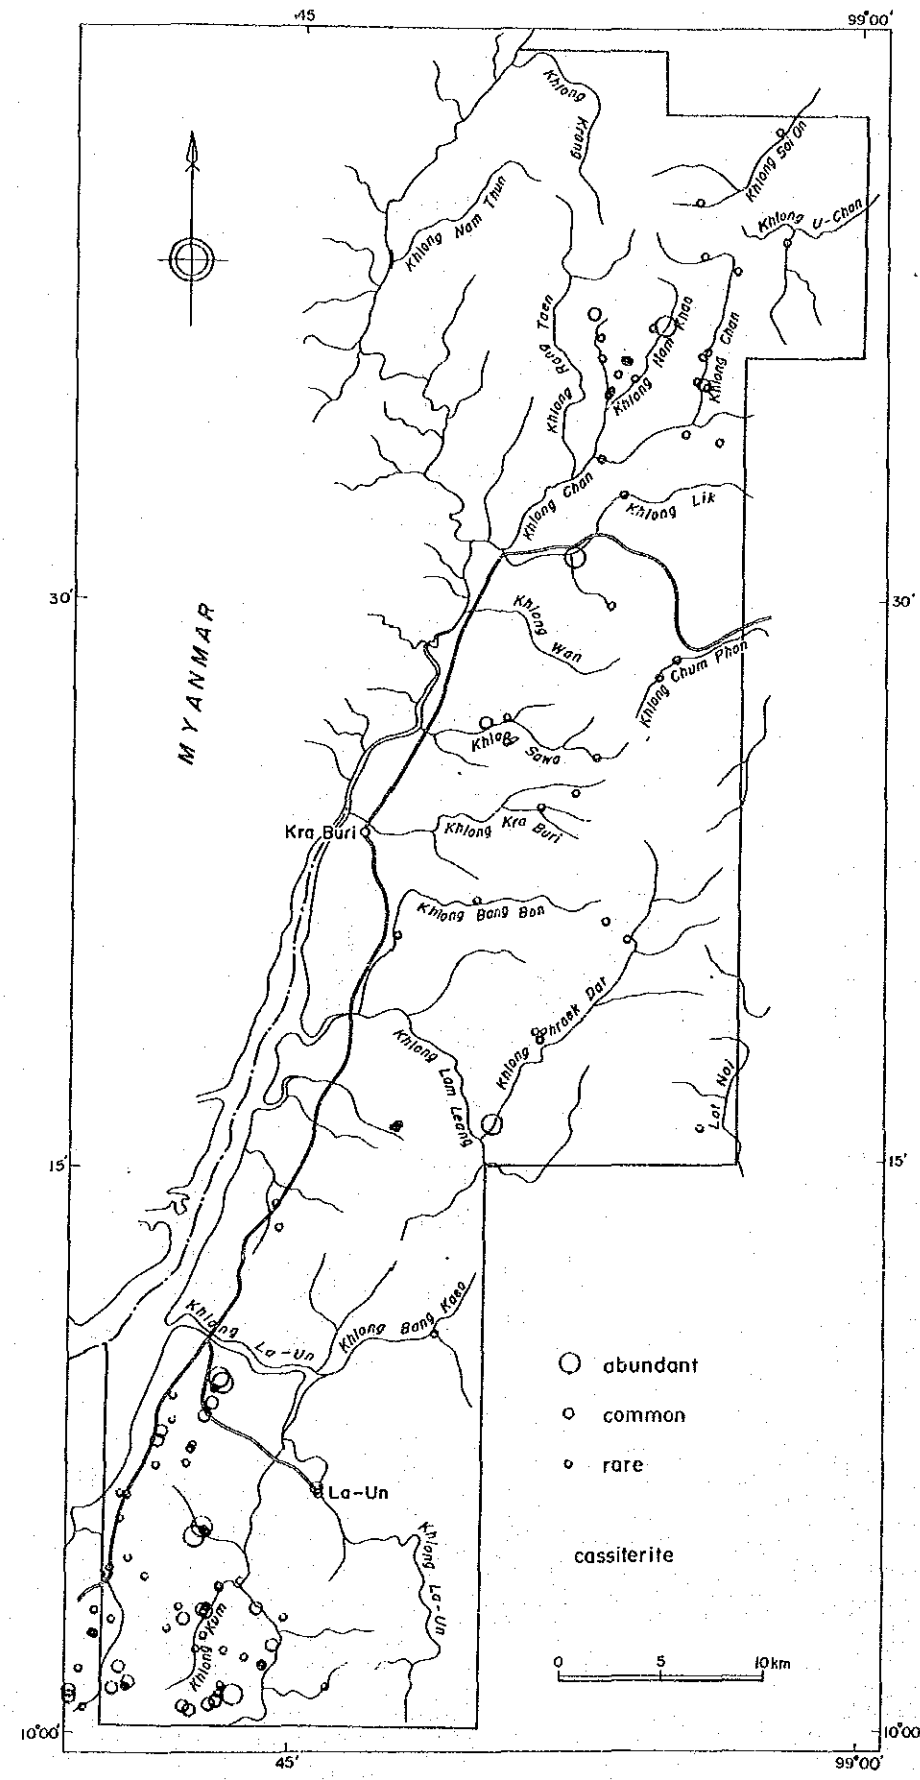 45
99°00'
Khlong
Krang
Khlong Sai On
Khlong Nam Thun
Khlong U-Chan
Khlong Rang Taen
Khlong Nam Khao
Khlong Chan
Khlong Chan
Khlong Lik
30'
30'
Khlong Wan
Khlong Chum Phon
MYANMAR
Khlong Sawa
Kra Buri
Khlong Kra Buri
Khlong Bang Bon
Khlong Phraek Dat
Khlong Lam Leang
Lat Noi
15'
15'
Khlong La-Un
Khlong Bang Kaeo
abundant
common
rare
La-Un
Khlong La-Un
cassiterite
Khlong Kum
0 5 10km
10°00'
10°00
45'
99°00'